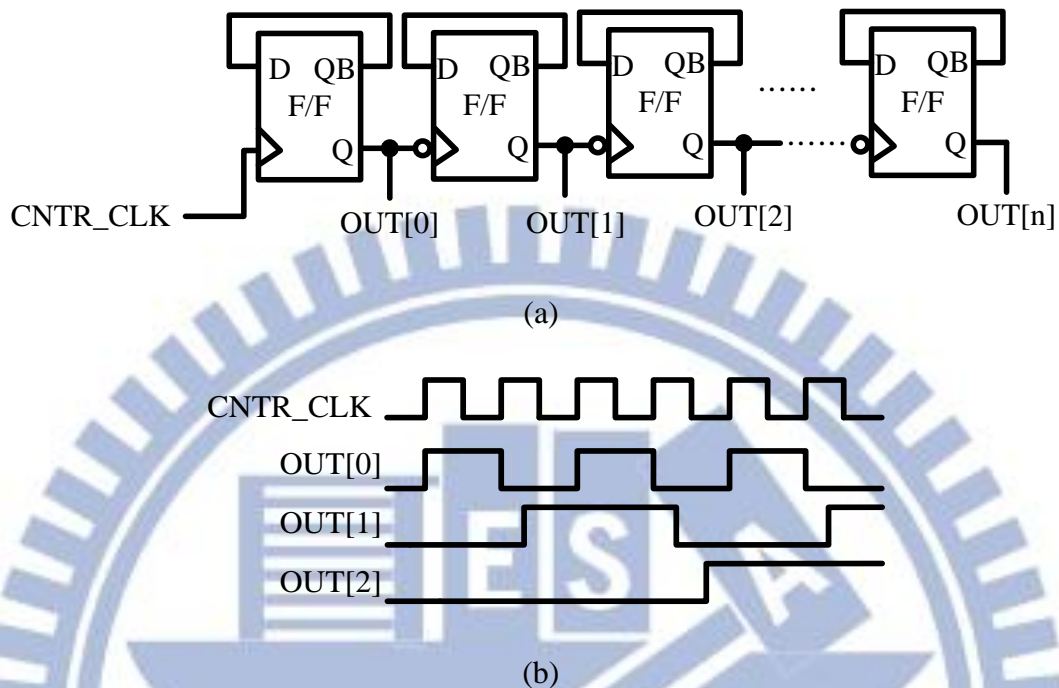 D QB D QB D QB D QB
F/F F/F F/F ...... F/F
Q Q Q ...... Q
CNTR_CLK OUT[0] OUT[1] OUT[2] OUT[n]
(a)
CNTR_CLK
OUT[0]
OUT[1]
OUT[2]
E S A
(b)